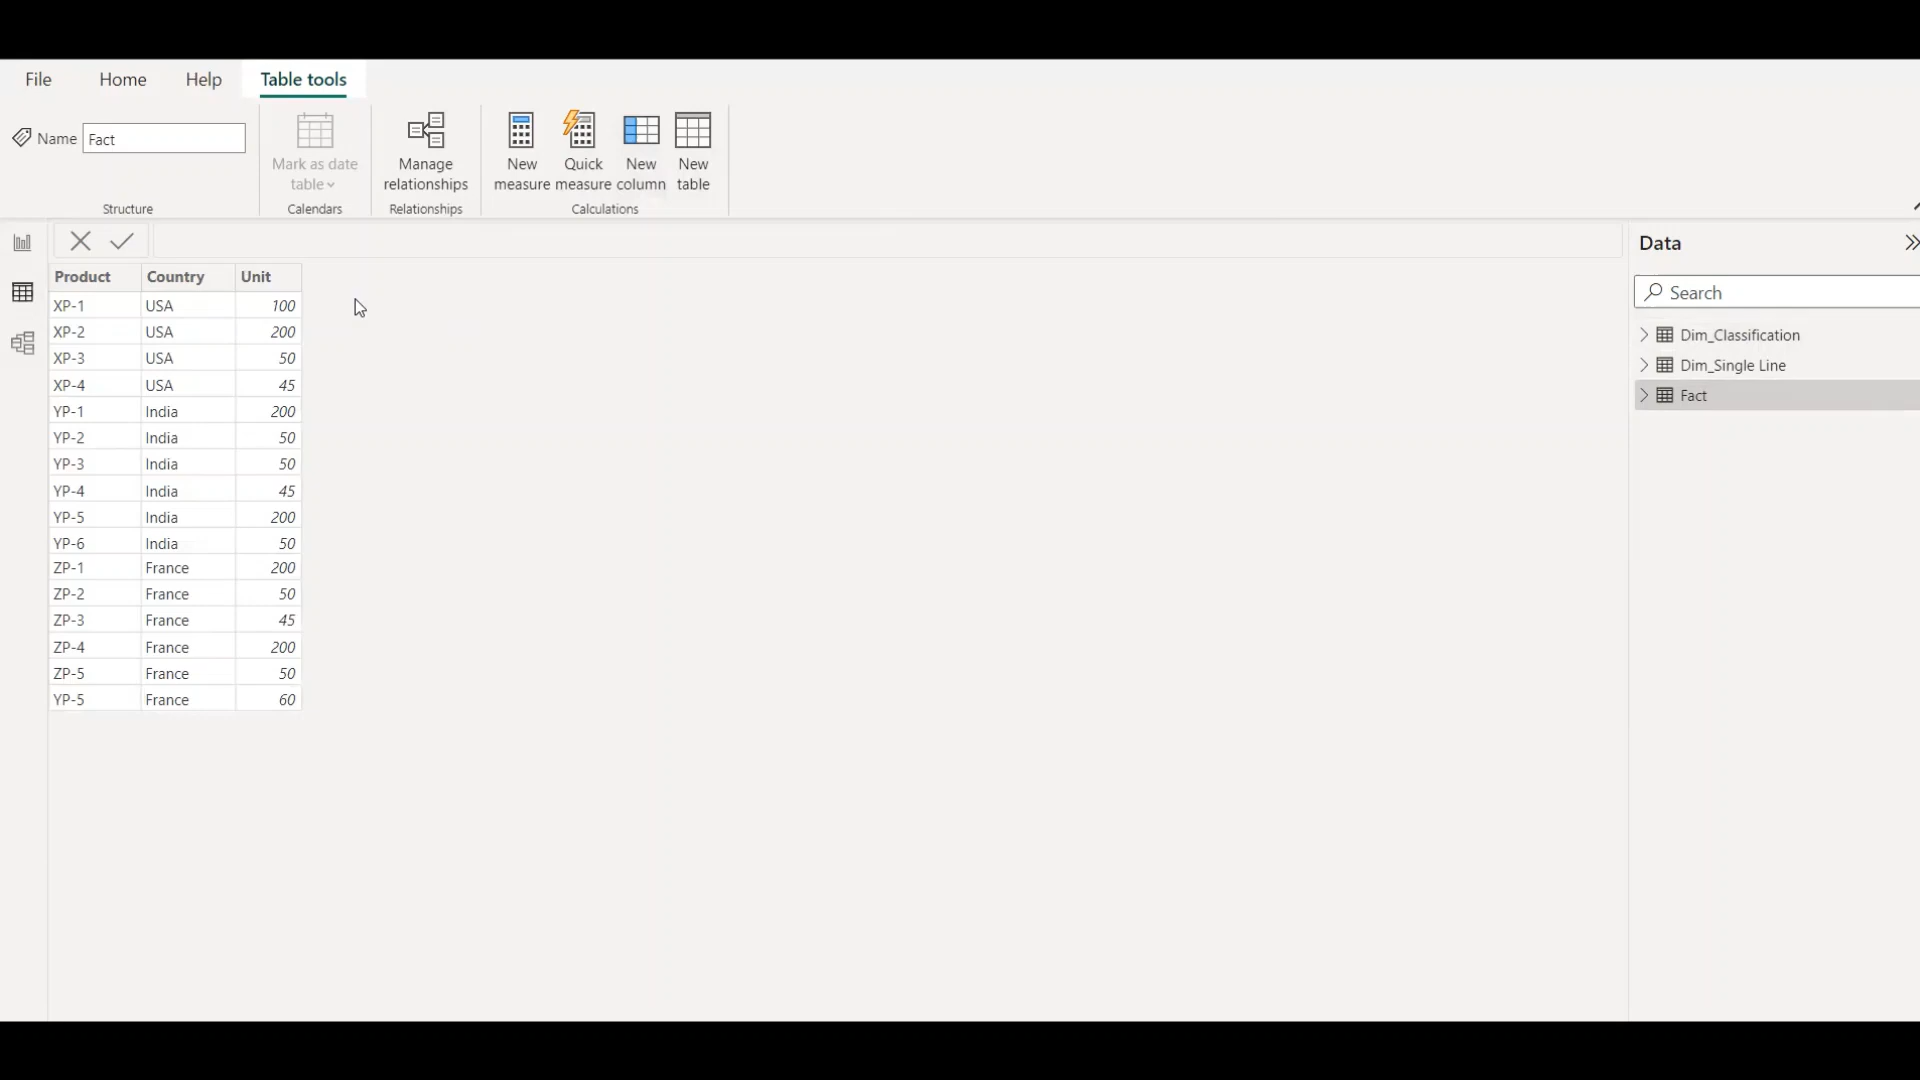 File Home Help Table tools
Name Fact
Mark as date table
Manage relationships
New measure
Quick measure
New column
New table
Structure Calendars Relationships Calculations
Data
Search
Dim_Classification
Dim_Single Line
Fact
Product Country Unit
XP-1 USA 100
XP-2 USA 200
XP-3 USA 50
XP-4 USA 45
YP-1 India 200
YP-2 India 50
YP-3 India 50
YP-4 India 45
YP-5 India 200
YP-6 India 50
ZP-1 France 200
ZP-2 France 50
ZP-3 France 45
ZP-4 France 200
ZP-5 France 50
YP-5 France 60